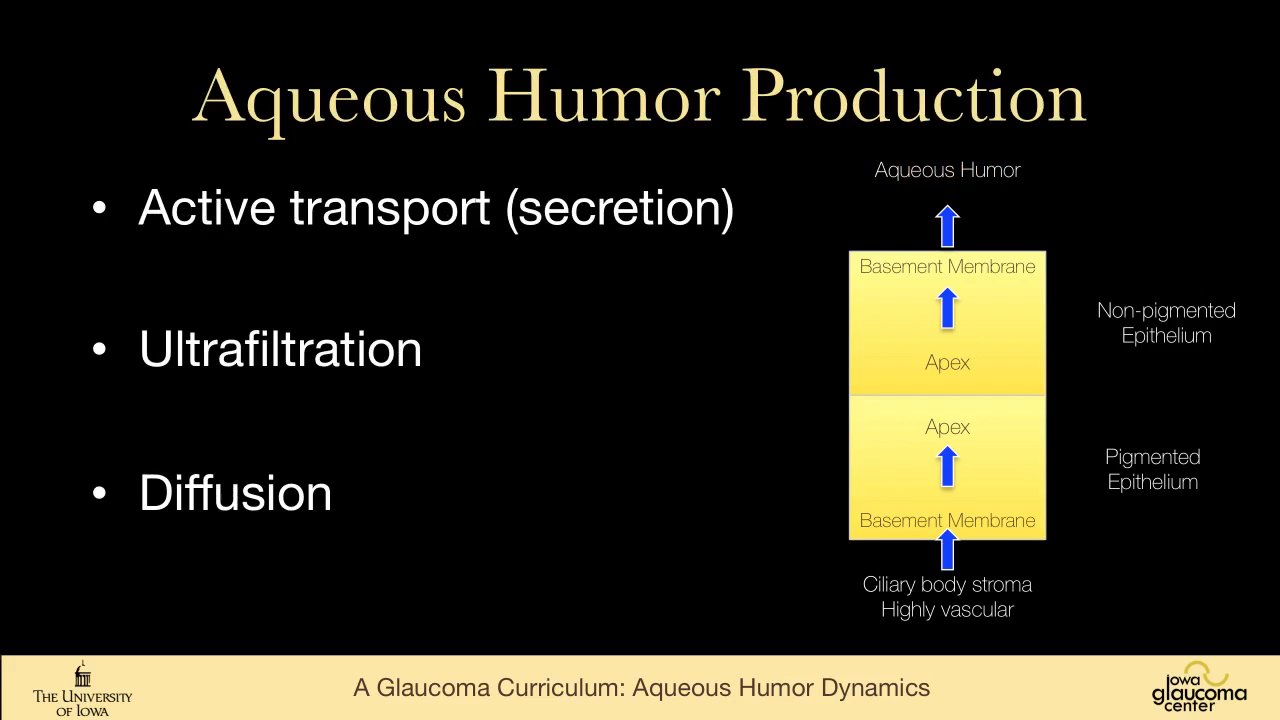 Aqueous Humor Production
• Active transport (secretion)
• Ultrafiltration
• Diffusion
Aqueous Humor
Basement Membrane
Apex
Non-pigmented
Epithelium
Apex
Basement Membrane
Pigmented
Epithelium
Ciliary body stroma
Highly vascular
THE UNIVERSITY
OF IOWA
A Glaucoma Curriculum: Aqueous Humor Dynamics
iowa
glaucoma
center